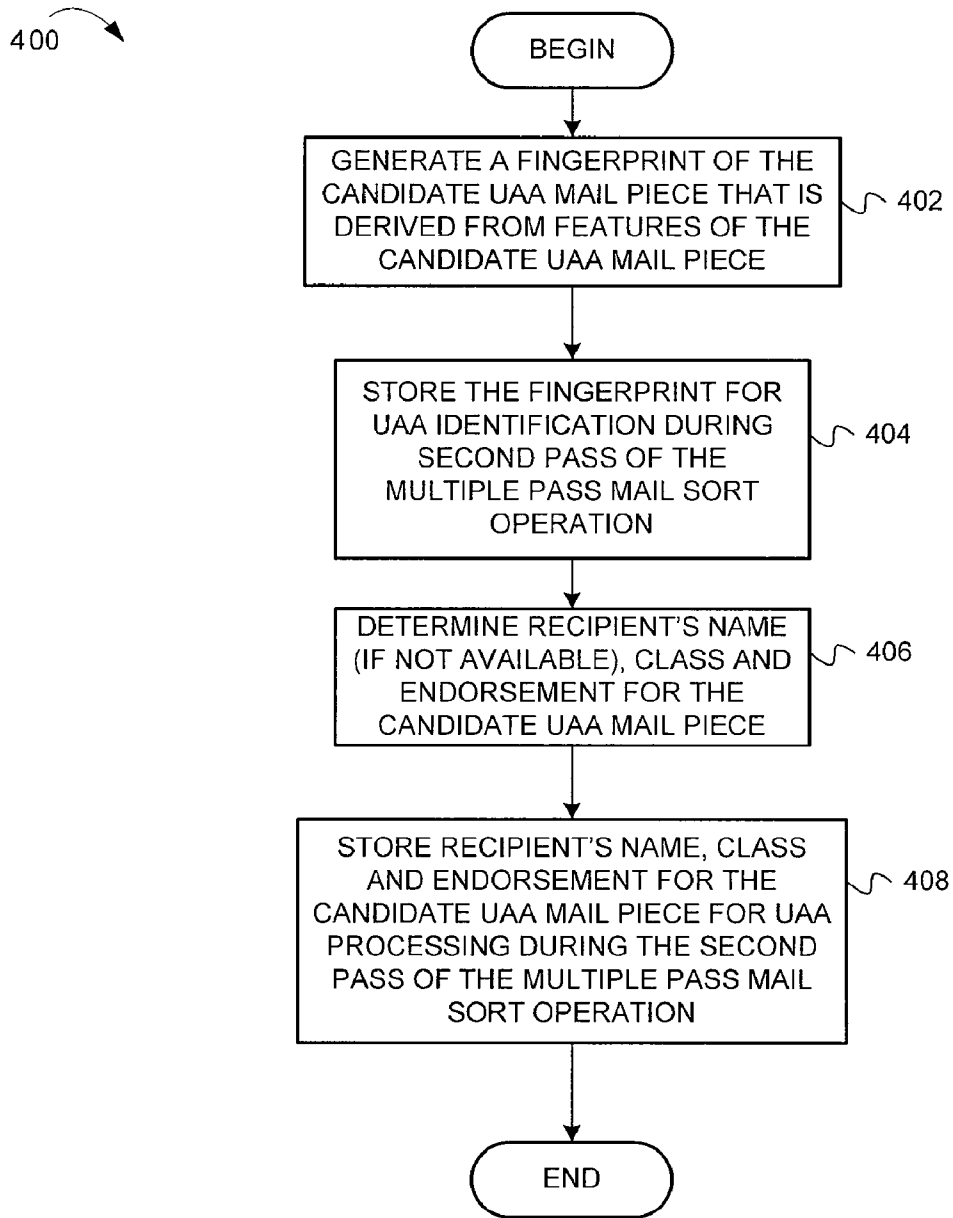 400
BEGIN
GENERATE A FINGERPRINT OF THE
CANDIDATE UAA MAIL PIECE THAT IS
DERIVED FROM FEATURES OF THE
CANDIDATE UAA MAIL PIECE
402
STORE THE FINGERPRINT FOR
UAA IDENTIFICATION DURING
SECOND PASS OF THE
MULTIPLE PASS MAIL SORT
OPERATION
404
DETERMINE RECIPIENT'S NAME
(IF NOT AVAILABLE), CLASS AND
ENDORSEMENT FOR THE
CANDIDATE UAA MAIL PIECE
406
STORE RECIPIENT'S NAME, CLASS
AND ENDORSEMENT FOR THE
CANDIDATE UAA MAIL PIECE FOR UAA
PROCESSING DURING THE SECOND
PASS OF THE MULTIPLE PASS MAIL
SORT OPERATION
408
END